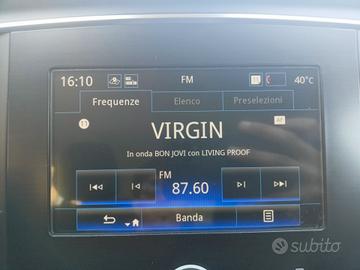 16:10
FM
40°C
Frequenze
Elenco
Preselezioni
AF
VIRGIN
In onda BON JOVI con LIVING PROOF
FM
87.60
Banda
subito